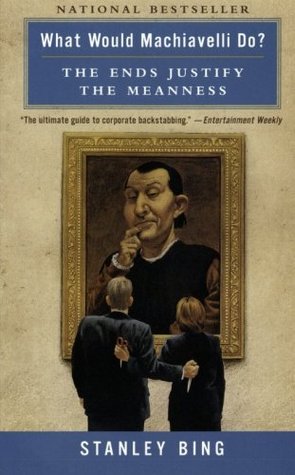 NATIONAL BESTSELLER
What Would Machiavelli Do?
THE ENDS JUSTIFY
THE MEANNESS
"The ultimate guide to corporate backstabbing." —Entertainment Weekly
STANLEY BING